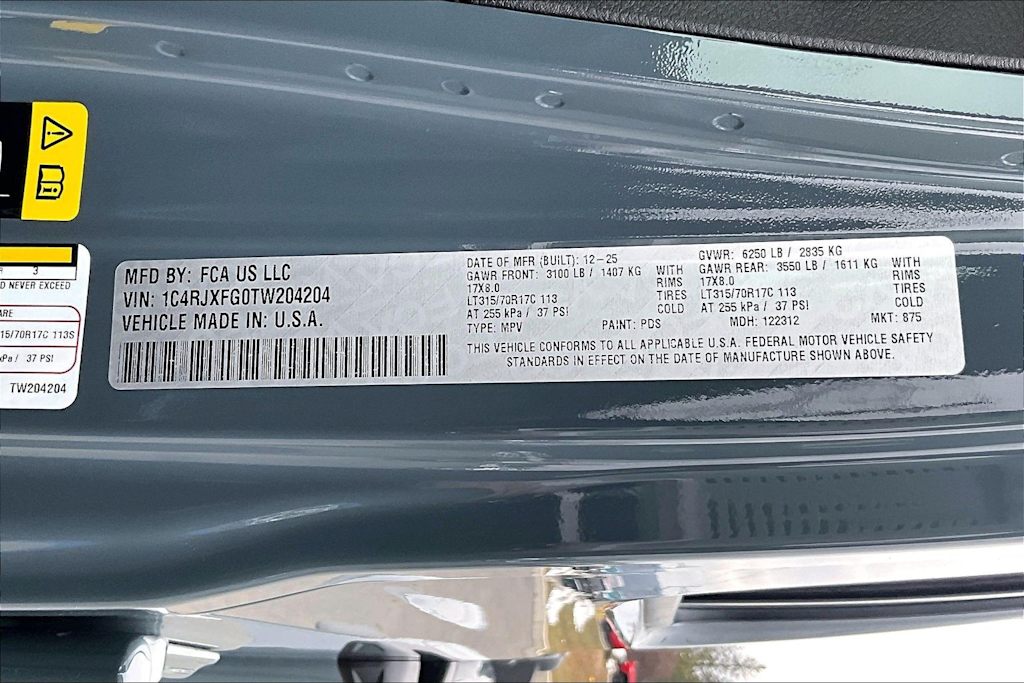 3
D NEVER EXCEED
ARE
15/70R17C 113S
kPa / 37 PSI
TW204204
MFD BY: FCA US LLC
VIN: 1C4RJXFG0TW204204
VEHICLE MADE IN: U.S.A.
DATE OF MFR (BUILT): 12-25
GAWR FRONT: 3100 LB / 1407 KG WITH
17X8.0 RIMS
LT315/70R17C 113 TIRES
AT 255 kPa / 37 PSI COLD
TYPE: MPV PAINT: PDS
GVWR: 6250 LB / 2835 KG
GAWR REAR: 3550 LB / 1611 KG WITH
17X8.0 RIMS
LT315/70R17C 113 TIRES
AT 255 kPa / 37 PSI COLD
MDH: 122312 MKT: 875
THIS VEHICLE CONFORMS TO ALL APPLICABLE U.S.A. FEDERAL MOTOR VEHICLE SAFETY
STANDARDS IN EFFECT ON THE DATE OF MANUFACTURE SHOWN ABOVE.